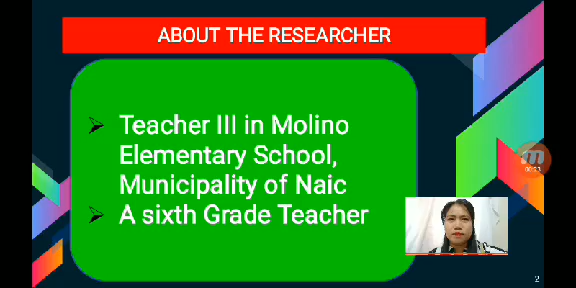 ABOUT THE RESEARCHER
➢ Teacher III in Molino
Elementary School,
Municipality of Naic
➢ A sixth Grade Teacher
2